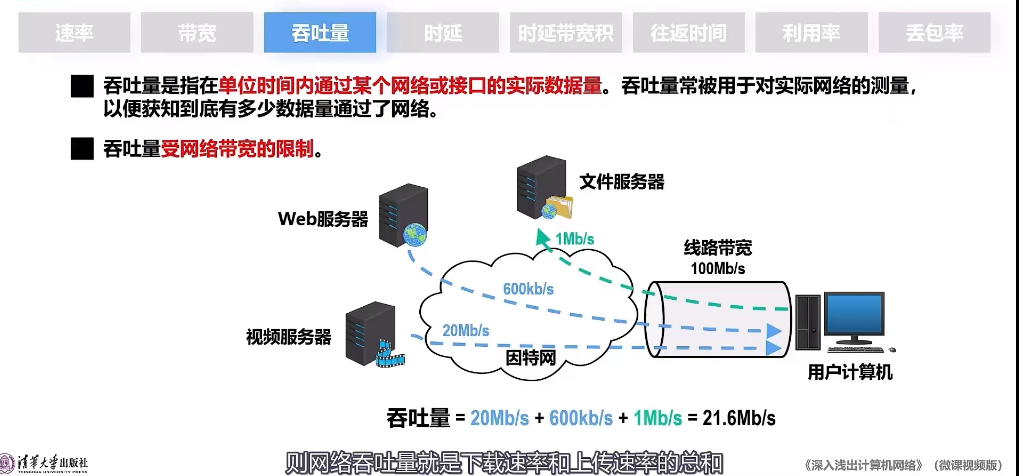 速率 带宽 吞吐量 时延 时延带宽积 往返时间 利用率 丢包率
吞吐量是指在单位时间内通过某个网络或接口的实际数据量。吞吐量常被用于对实际网络的测量，
以便获知到底有多少数据量通过了网络。
吞吐量受网络带宽的限制。
文件服务器
Web服务器
1Mb/s
线路带宽
100Mb/s
600kb/s
20Mb/s
视频服务器
因特网
用户计算机
吞吐量 = 20Mb/s + 600kb/s + 1Mb/s = 21.6Mb/s
则网络吞吐量就是下载速率和上传速率的总和
清华大学出版社
《深入浅出计算机网络》（微课视频版）